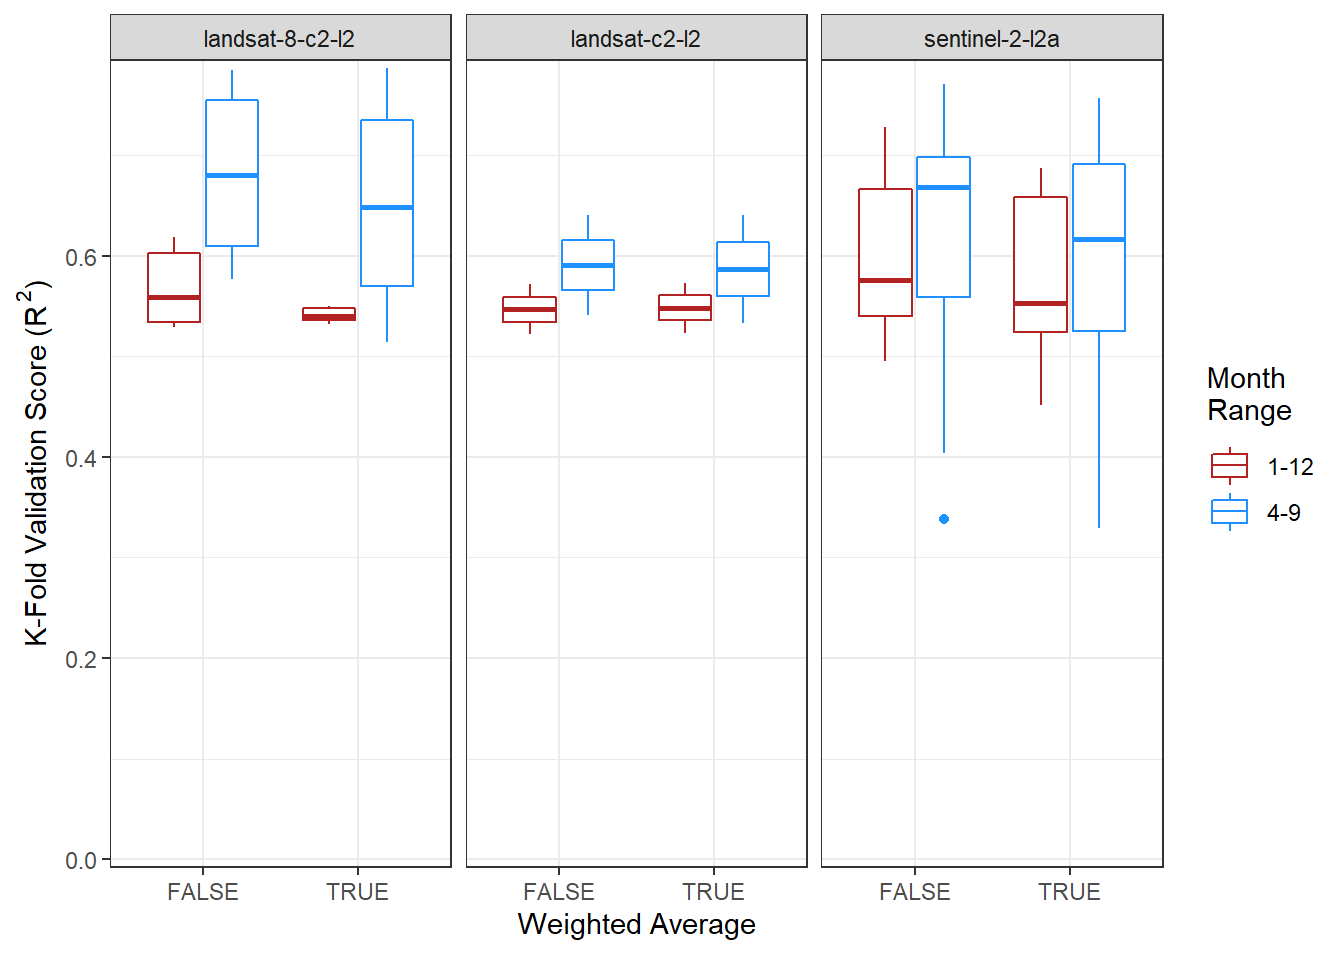 landsat-8-c2-l2
landsat-c2-l2
sentinel-2-l2a
K-Fold Validation Score (R²)
0.6
0.4
0.2
0.0
FALSE
TRUE
FALSE
TRUE
FALSE
TRUE
Weighted Average
Month
Range
1-12
4-9